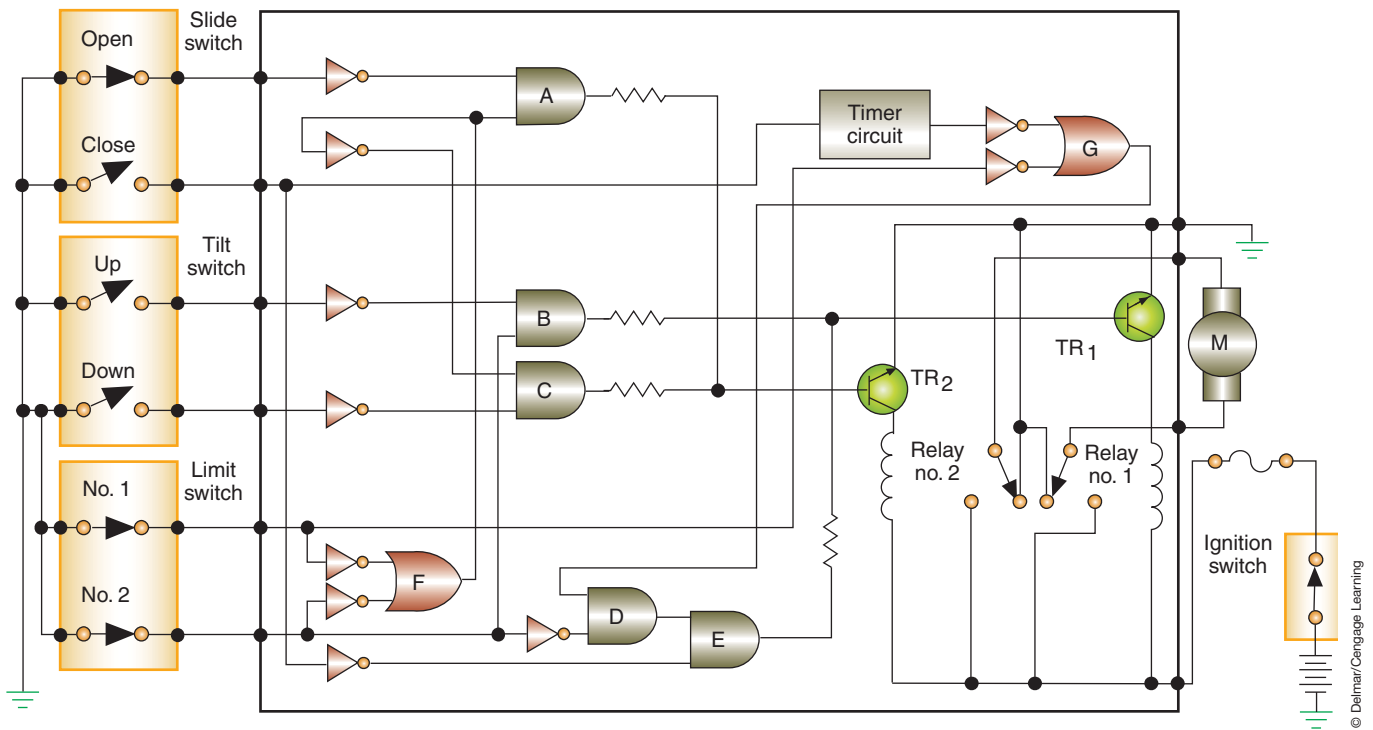 Slide
switch
Open
Close
Tilt
switch
Up
Down
Limit
switch
No. 1
No. 2
A
B
C
D
E
F
G
Timer
circuit
TR1
TR2
M
Relay
no. 2
Relay
no. 1
Ignition
switch
© Delmar/Cengage Learning